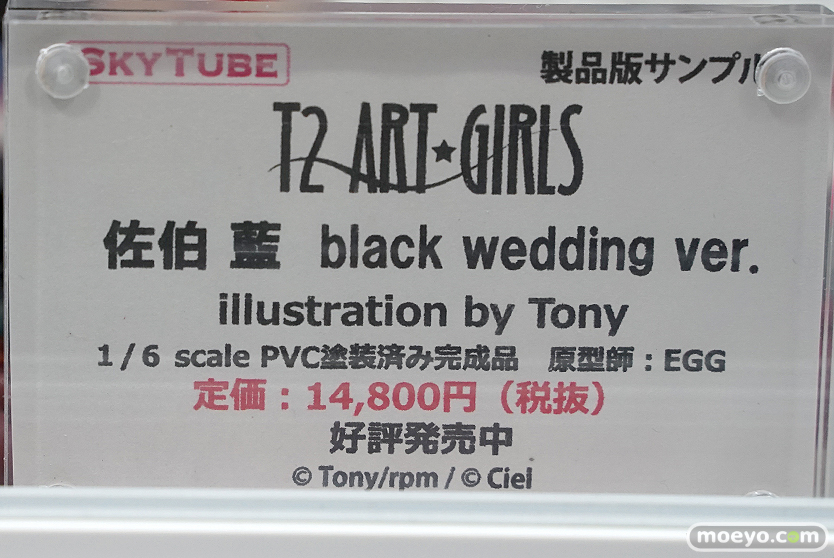 SKYTUBE
製品版サンプル
T2 ART★GIRLS
佐伯 藍 black wedding ver.
illustration by Tony
1/6 scale PVC塗装済み完成品 原型師：EGG
定価：14,800円（税抜）
好評発売中
© Tony/rpm / © Ciel
moeyo.com